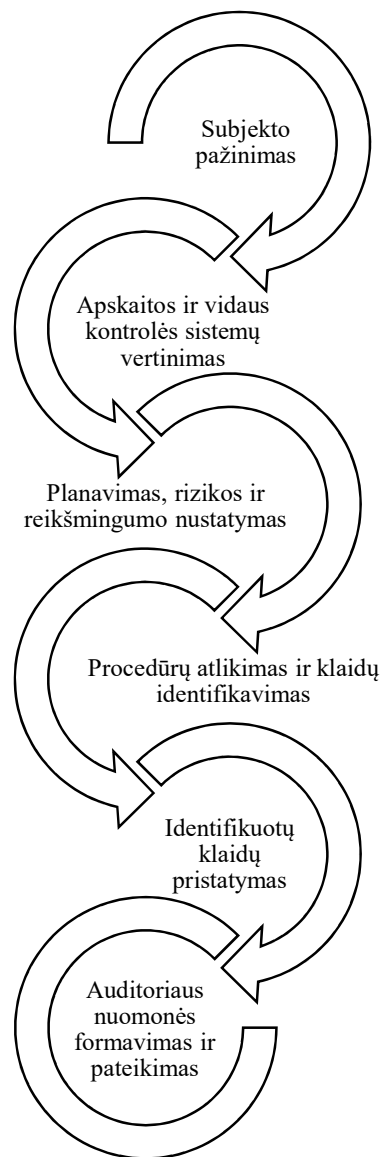 Subjekto
pažinimas
Apskaitos ir vidaus
kontrolės sistemų
vertinimas
Planavimas, rizikos ir
reikšmingumo nustatymas
Procedūrų atlikimas ir klaidų
identifikavimas
Identifikuotų
klaidų
pristatymas
Auditoriaus
nuomonės
formavimas ir
pateikimas